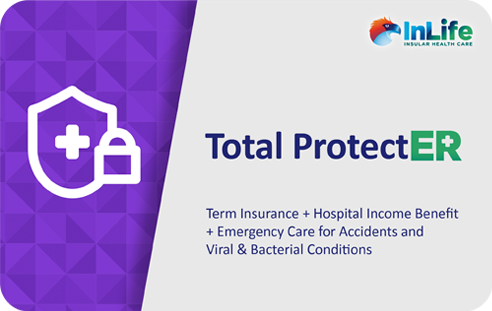 InLife
INSULAR HEALTH CARE
Total ProtectER
Term Insurance + Hospital Income Benefit
+ Emergency Care for Accidents and
Viral & Bacterial Conditions